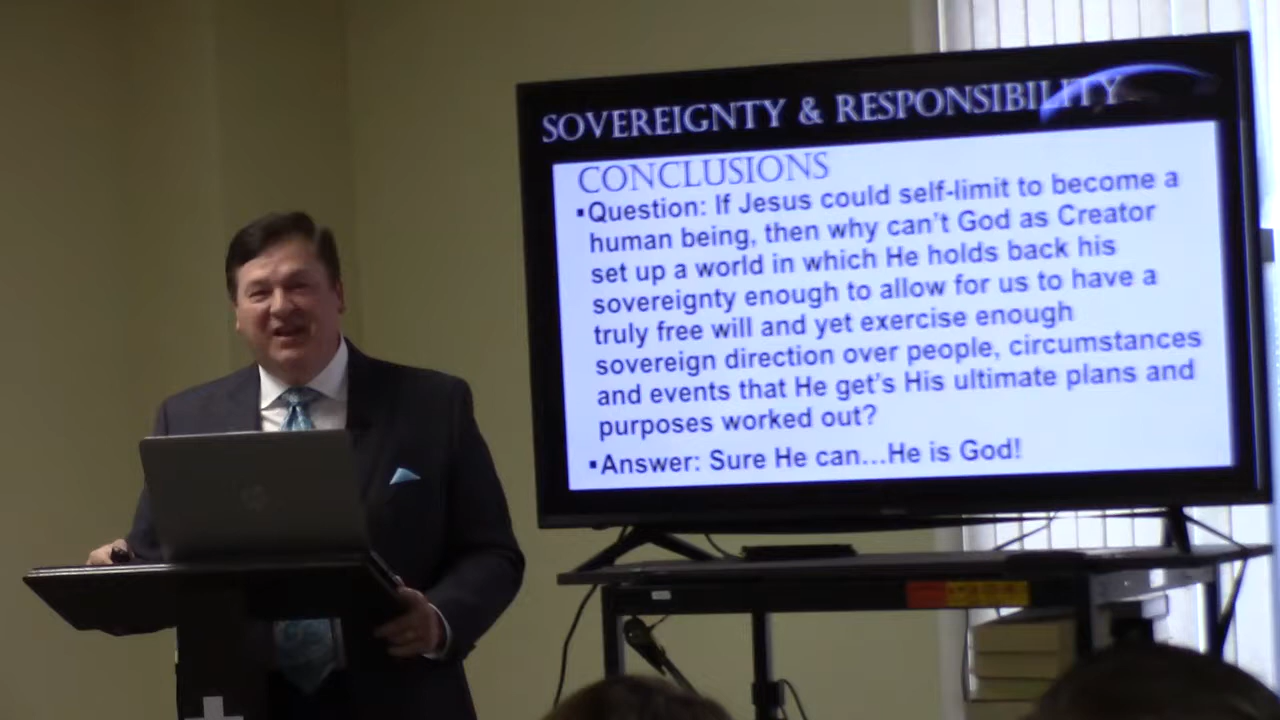 SOVEREIGNTY & RESPONSIBILITY
CONCLUSIONS
▪Question: If Jesus could self-limit to become a
human being, then why can't God as Creator
set up a world in which He holds back his
sovereignty enough to allow for us to have a
truly free will and yet exercise enough
sovereign direction over people, circumstances
and events that He get's His ultimate plans and
purposes worked out?
▪Answer: Sure He can...He is God!